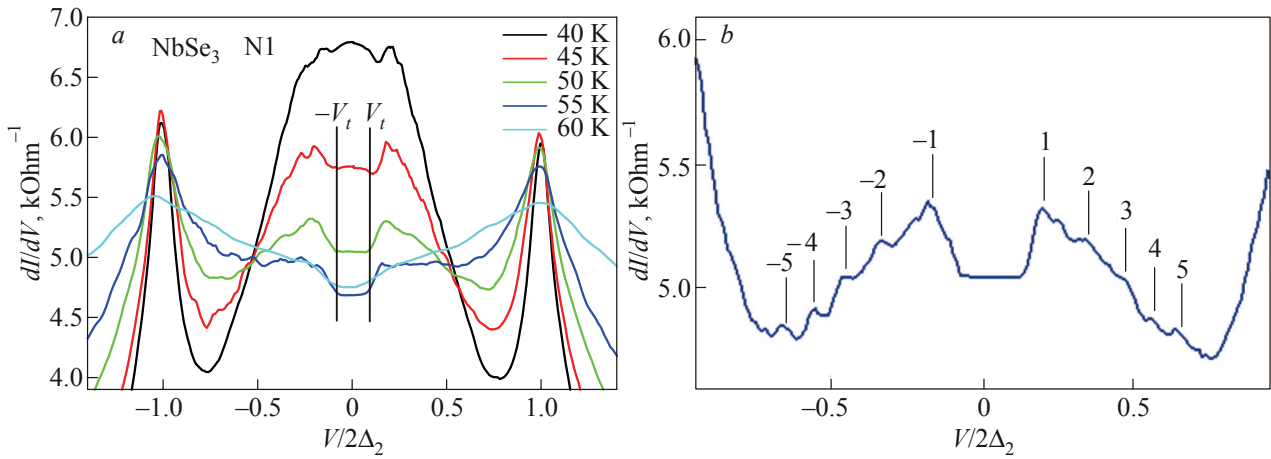 a NbSe₃ N1
40 K
45 K
50 K
55 K
60 K
−Vₜ Vₜ
7.0
6.5
6.0
5.5
5.0
4.5
4.0
dI/dV, kOhm⁻¹
−1.0 −0.5 0 0.5 1.0
V/2Δ₂
b
6.0
5.5
5.0
dI/dV, kOhm⁻¹
−5 −4 −3 −2 −1 1 2 3 4 5
−0.5 0 0.5
V/2Δ₂